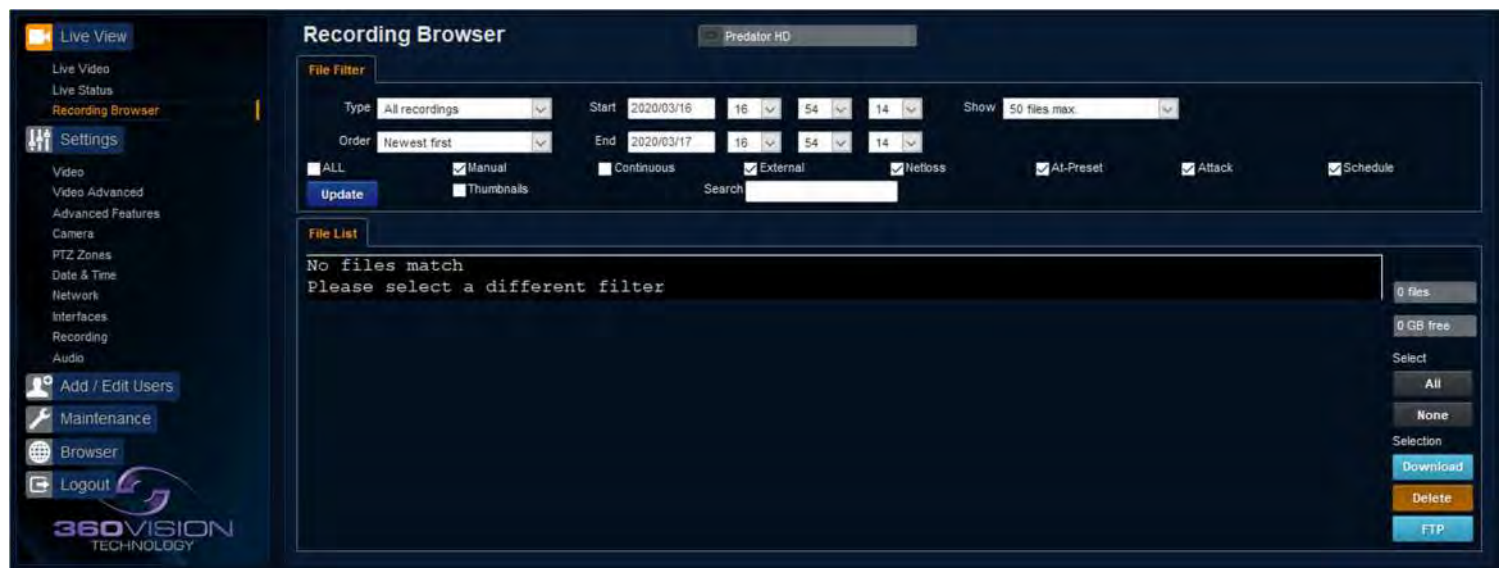 Live View
Live Video
Live Status
Recording Browser
Settings
Video
Video Advanced
Advanced Features
Camera
PTZ Zones
Date & Time
Network
Interfaces
Recording
Audio
Add / Edit Users
Maintenance
Browser
Logout
360VISION
TECHNOLOGY
Recording Browser
Predator HD
File Filter
Type All recordings Start 2020/03/16 16 54 14 Show 50 files max.
Order Newest first End 2020/03/17 16 54 14
ALL Manual Continuous External Netloss At-Preset Attack Schedule
Update Thumbnails Search
File List
No files match
Please select a different filter
0 files
0 GB free
Select
All
None
Selection
Download
Delete
FTP